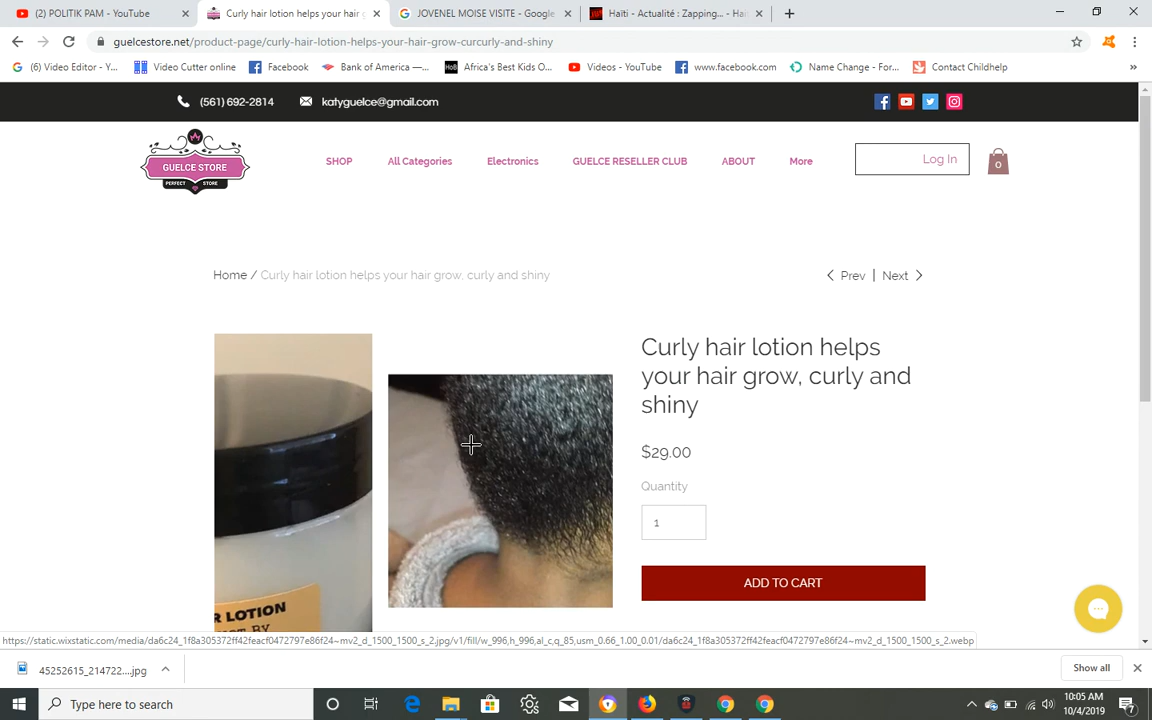 (2) POLITIK PAM - YouTube
Curly hair lotion helps your hair g
JOVENEL MOISE VISITE - Google
Haïti - Actualité : Zapping... - Hai
guelcestore.net/product-page/curly-hair-lotion-helps-your-hair-grow-curcurly-and-shiny
(6) Video Editor - Y...
Video Cutter online
Facebook
Bank of America —...
Africa's Best Kids O...
Videos - YouTube
www.facebook.com
Name Change - For...
Contact Childhelp
(561) 692-2814
katyguelce@gmail.com
GUELCE STORE
PERFECT STORE
SHOP
All Categories
Electronics
GUELCE RESELLER CLUB
ABOUT
More
Log In
0
Home / Curly hair lotion helps your hair grow, curly and shiny
Prev | Next
Curly hair lotion helps
your hair grow, curly and
shiny
$29.00
Quantity
1
ADD TO CART
R LOTION
https://static.wixstatic.com/media/da6c24_1f8a305372ff42feacf0472797e86f24~mv2_d_1500_1500_s_2.jpg/v1/fill/w_996,h_996,al_c,q_85,usm_0.66_1.00_0.01/da6c24_1f8a305372ff42feacf0472797e86f24~mv2_d_1500_1500_s_2.webp
45252615_214722....jpg
Show all
Type here to search
10:05 AM
10/4/2019
7